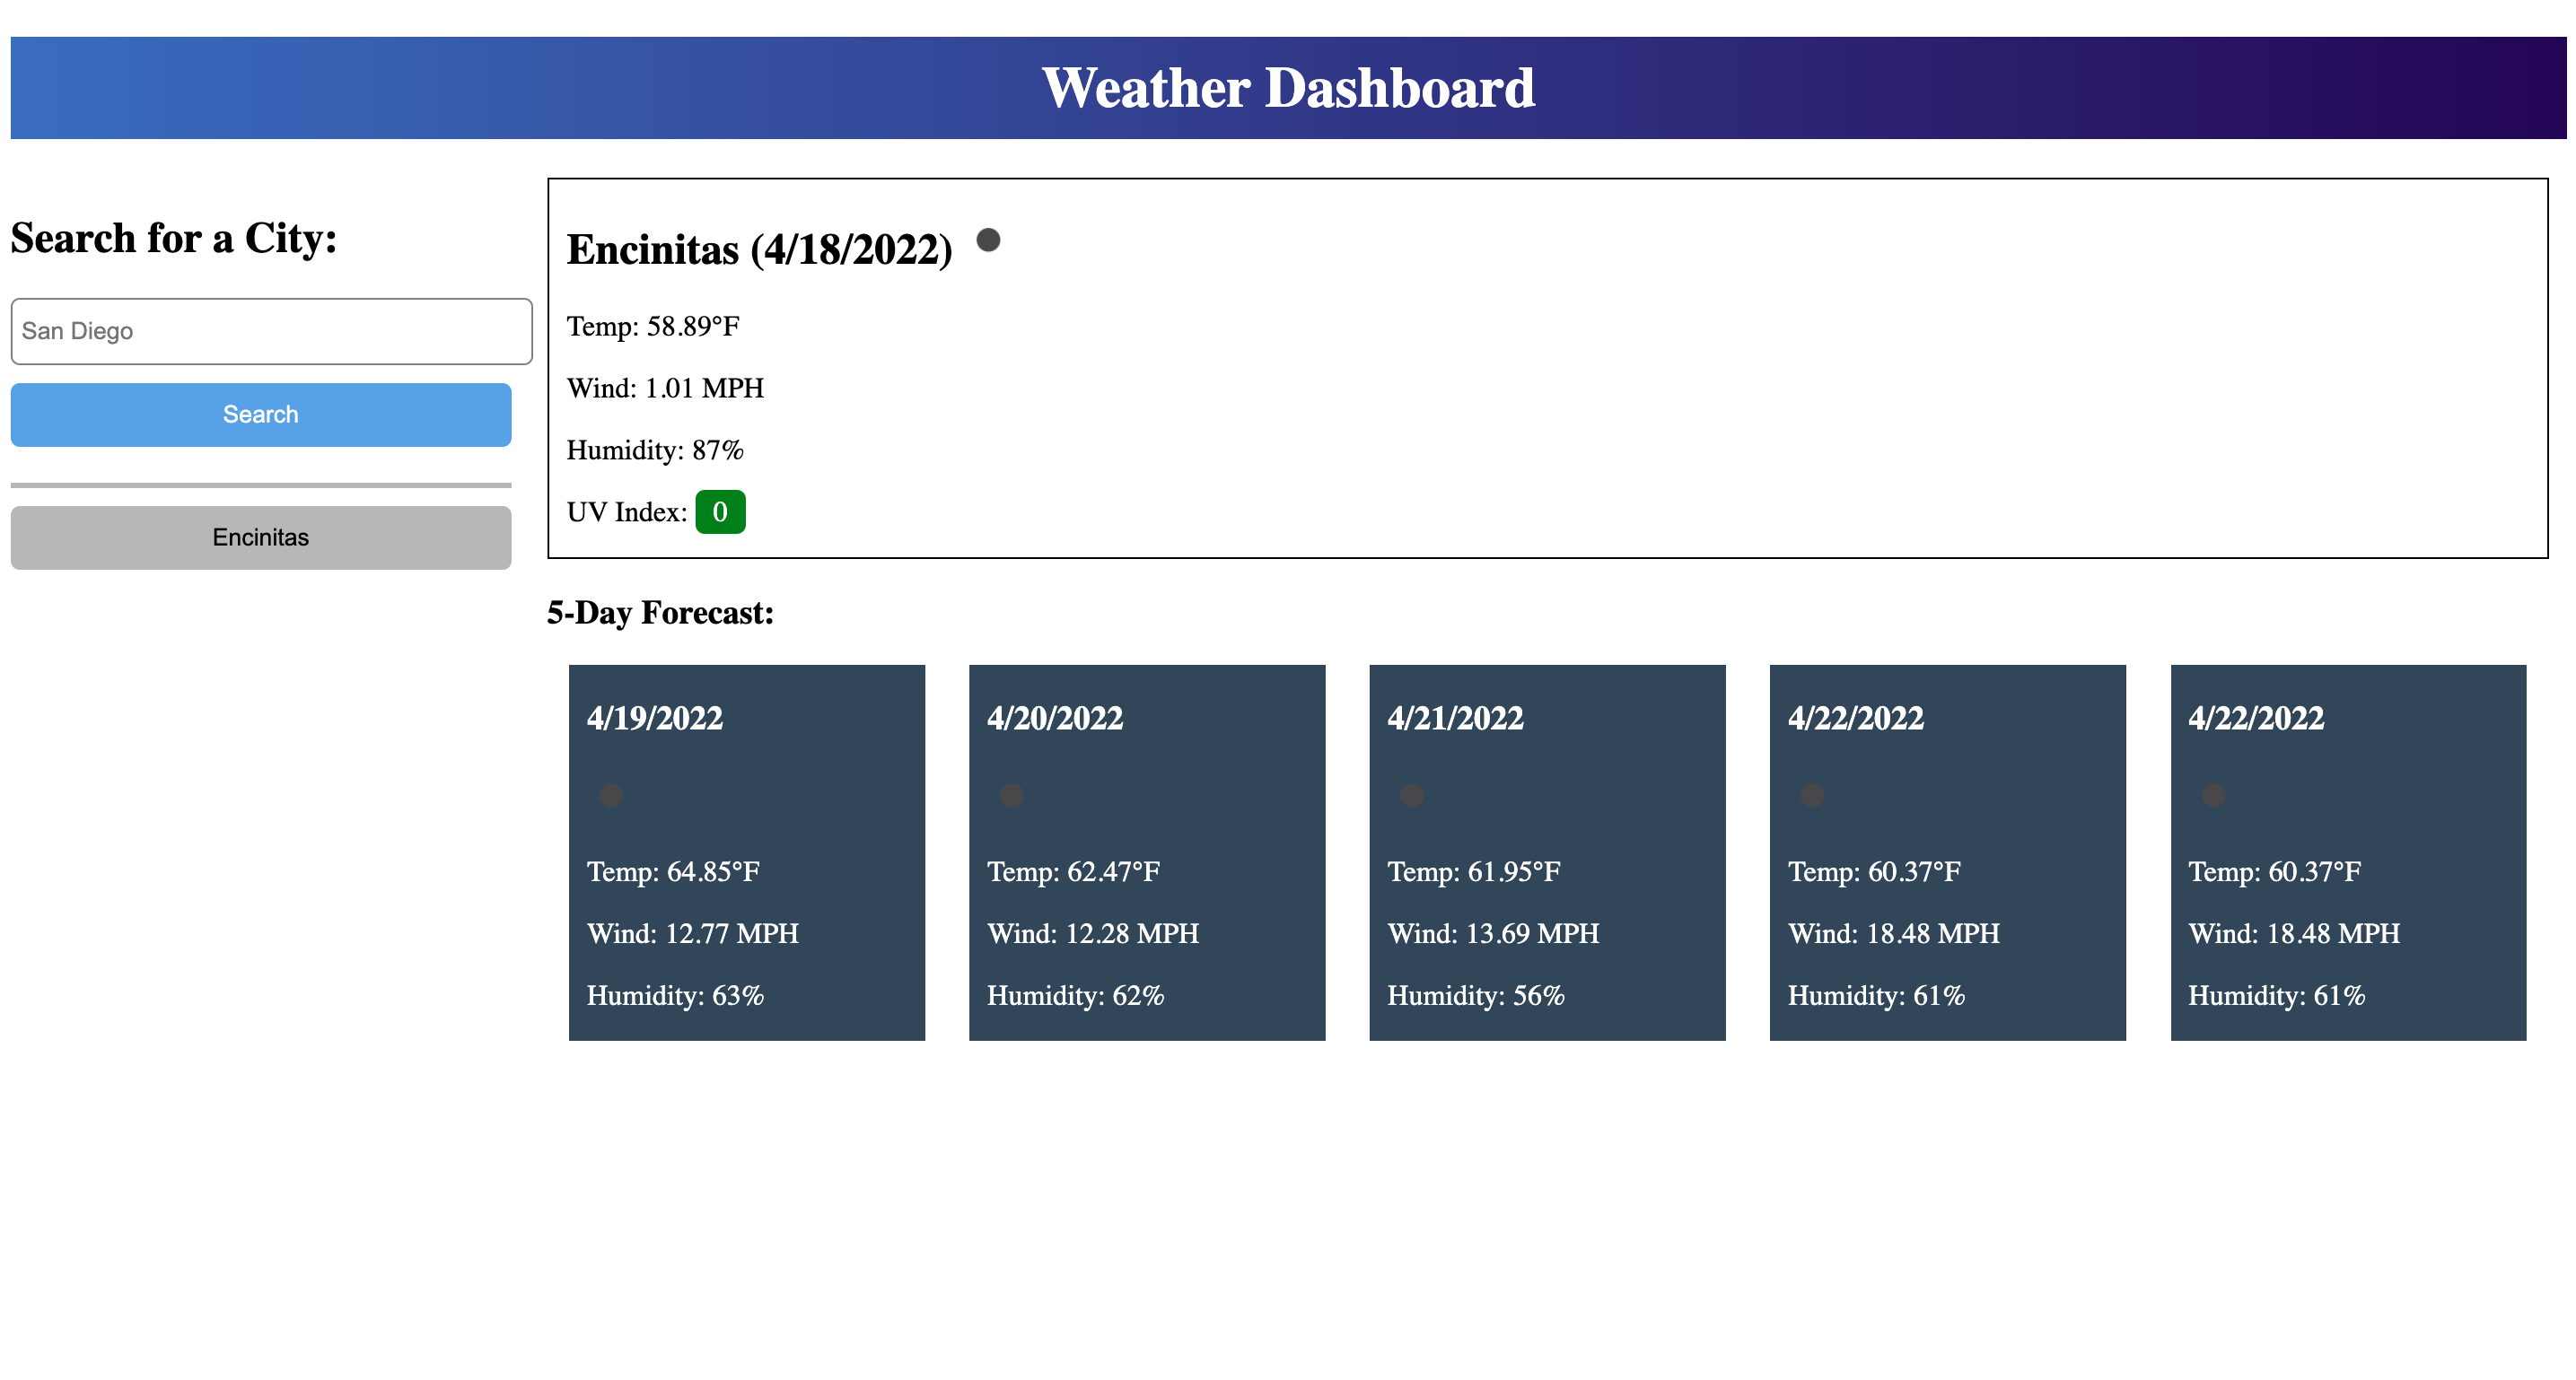 Weather Dashboard
Search for a City:
San Diego
Search
Encinitas
Encinitas (4/18/2022)
Temp: 58.89°F
Wind: 1.01 MPH
Humidity: 87%
UV Index: 0
5-Day Forecast:
4/19/2022
Temp: 64.85°F
Wind: 12.77 MPH
Humidity: 63%
4/20/2022
Temp: 62.47°F
Wind: 12.28 MPH
Humidity: 62%
4/21/2022
Temp: 61.95°F
Wind: 13.69 MPH
Humidity: 56%
4/22/2022
Temp: 60.37°F
Wind: 18.48 MPH
Humidity: 61%
4/22/2022
Temp: 60.37°F
Wind: 18.48 MPH
Humidity: 61%